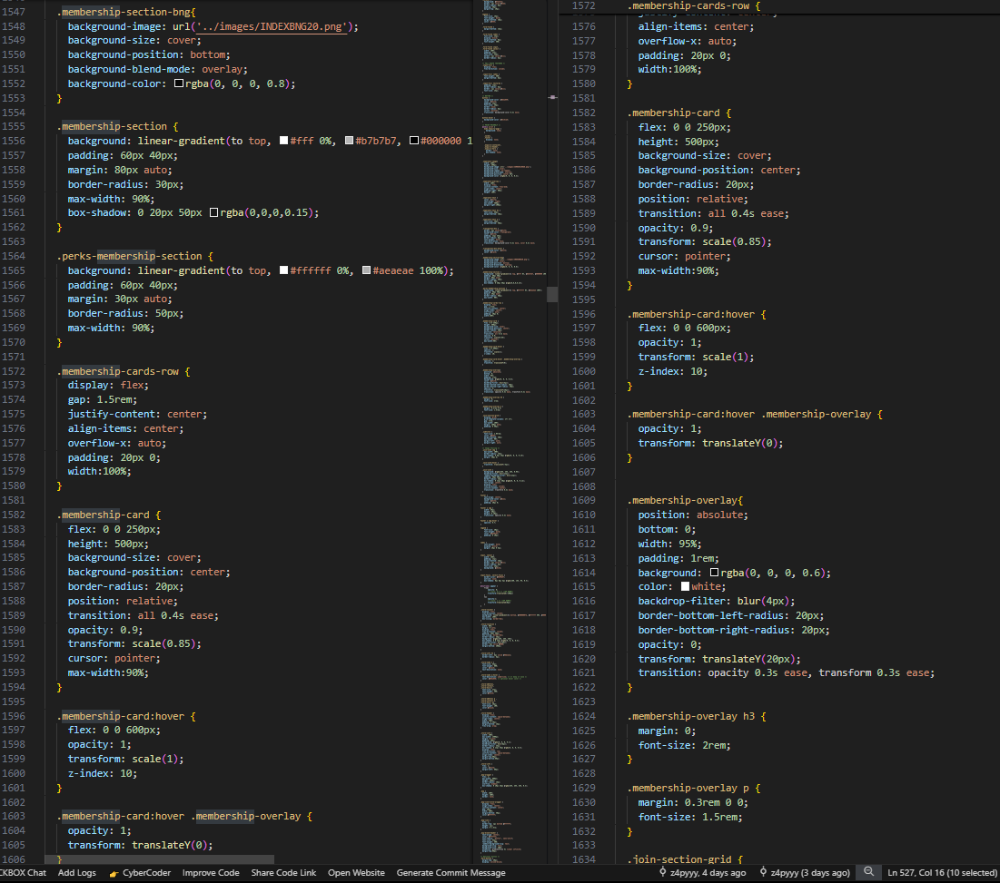 1547 .membership-section-bng{
1548 background-image: url('../images/INDEXBNG20.png');
1549 background-size: cover;
1550 background-position: bottom;
1551 background-blend-mode: overlay;
1552 background-color: rgba(0, 0, 0, 0.8);
1553 }
1554
1555 .membership-section {
1556 background: linear-gradient(to top, #fff 0%, #b7b7b7, #000000 1
1557 padding: 60px 40px;
1558 margin: 80px auto;
1559 border-radius: 30px;
1560 max-width: 90%;
1561 box-shadow: 0 20px 50px rgba(0,0,0,0.15);
1562 }
1563
1564 .perks-membership-section {
1565 background: linear-gradient(to top, #ffffff 0%, #aeaeae 100%);
1566 padding: 60px 40px;
1567 margin: 30px auto;
1568 border-radius: 50px;
1569 max-width: 90%;
1570 }
1571
1572 .membership-cards-row {
1573 display: flex;
1574 gap: 1.5rem;
1575 justify-content: center;
1576 align-items: center;
1577 overflow-x: auto;
1578 padding: 20px 0;
1579 width:100%;
1580 }
1581
1582 .membership-card {
1583 flex: 0 0 250px;
1584 height: 500px;
1585 background-size: cover;
1586 background-position: center;
1587 border-radius: 20px;
1588 position: relative;
1589 transition: all 0.4s ease;
1590 opacity: 0.9;
1591 transform: scale(0.85);
1592 cursor: pointer;
1593 max-width:90%;
1594 }
1595
1596 .membership-card:hover {
1597 flex: 0 0 600px;
1598 opacity: 1;
1599 transform: scale(1);
1600 z-index: 10;
1601 }
1602
1603 .membership-card:hover .membership-overlay {
1604 opacity: 1;
1605 transform: translateY(0);
1606 }
1572 .membership-cards-row {
1576 align-items: center;
1577 overflow-x: auto;
1578 padding: 20px 0;
1579 width:100%;
1580 }
1581
1582 .membership-card {
1583 flex: 0 0 250px;
1584 height: 500px;
1585 background-size: cover;
1586 background-position: center;
1587 border-radius: 20px;
1588 position: relative;
1589 transition: all 0.4s ease;
1590 opacity: 0.9;
1591 transform: scale(0.85);
1592 cursor: pointer;
1593 max-width:90%;
1594 }
1595
1596 .membership-card:hover {
1597 flex: 0 0 600px;
1598 opacity: 1;
1599 transform: scale(1);
1600 z-index: 10;
1601 }
1602
1603 .membership-card:hover .membership-overlay {
1604 opacity: 1;
1605 transform: translateY(0);
1606 }
1607
1608
1609 .membership-overlay{
1610 position: absolute;
1611 bottom: 0;
1612 width: 95%;
1613 padding: 1rem;
1614 background: rgba(0, 0, 0, 0.6);
1615 color: white;
1616 backdrop-filter: blur(4px);
1617 border-bottom-left-radius: 20px;
1618 border-bottom-right-radius: 20px;
1619 opacity: 0;
1620 transform: translateY(20px);
1621 transition: opacity 0.3s ease, transform 0.3s ease;
1622 }
1623
1624 .membership-overlay h3 {
1625 margin: 0;
1626 font-size: 2rem;
1627 }
1628
1629 .membership-overlay p {
1630 margin: 0.3rem 0 0;
1631 font-size: 1.5rem;
1632 }
1633
1634 .join-section-grid {
CKBOX Chat Add Logs CyberCoder Improve Code Share Code Link Open Website Generate Commit Message z4pyyy, 4 days ago z4pyyy (3 days ago) Ln 527, Col 16 (10 selected)